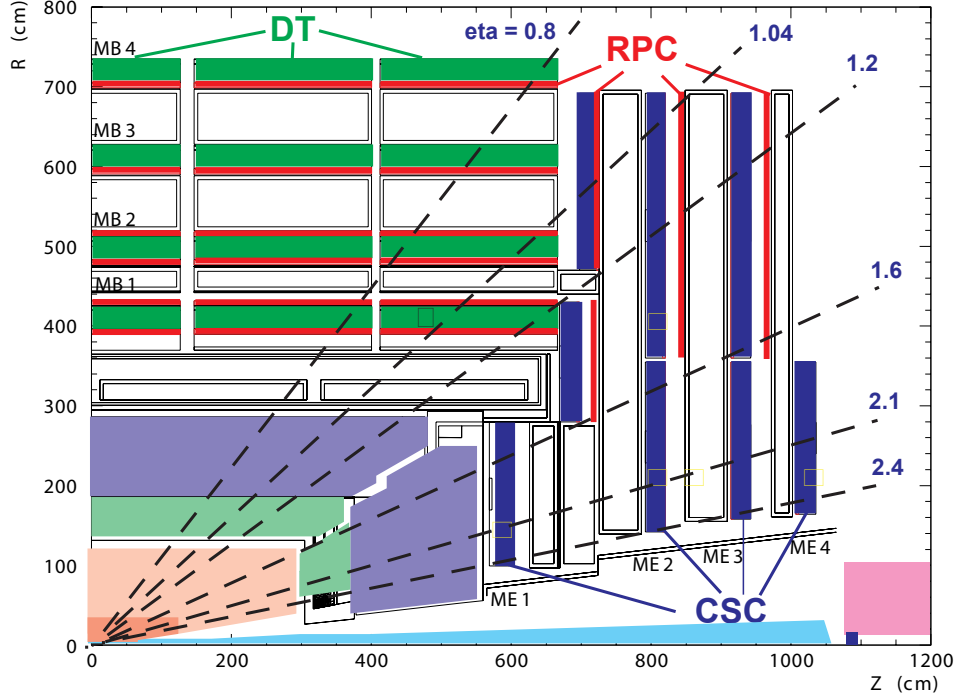 R (cm)
800
700
600
500
400
300
200
100
0
MB 4
MB 3
MB 2
MB 1
DT
eta = 0.8
RPC
1.04
1.2
1.6
2.1
2.4
ME 1
ME 2
ME 3
ME 4
CSC
0
200
400
600
800
1000
1200
Z (cm)